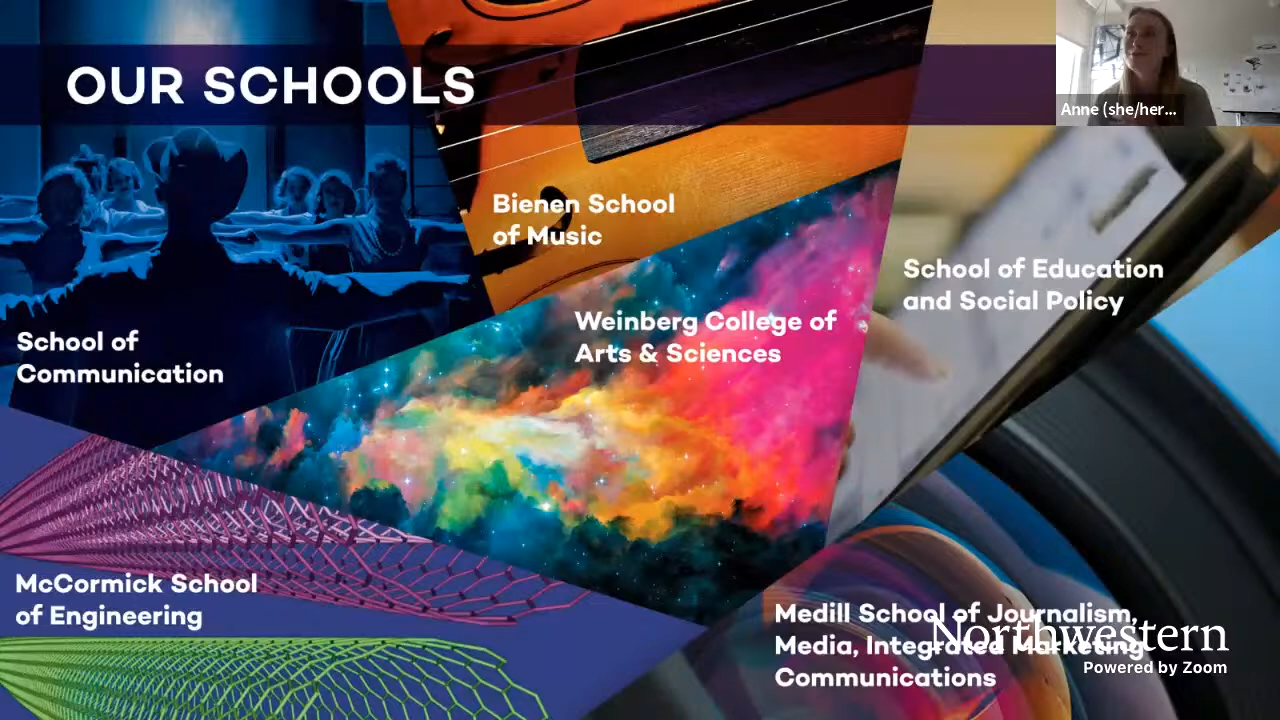 OUR SCHOOLS
Anne (she/her...
Bienen School
of Music
School of Education
and Social Policy
Weinberg College of
Arts & Sciences
School of
Communication
McCormick School
of Engineering
Medill School of Journalism,
Media, Integrated Marketing
Communications
Northwestern
Powered by Zoom